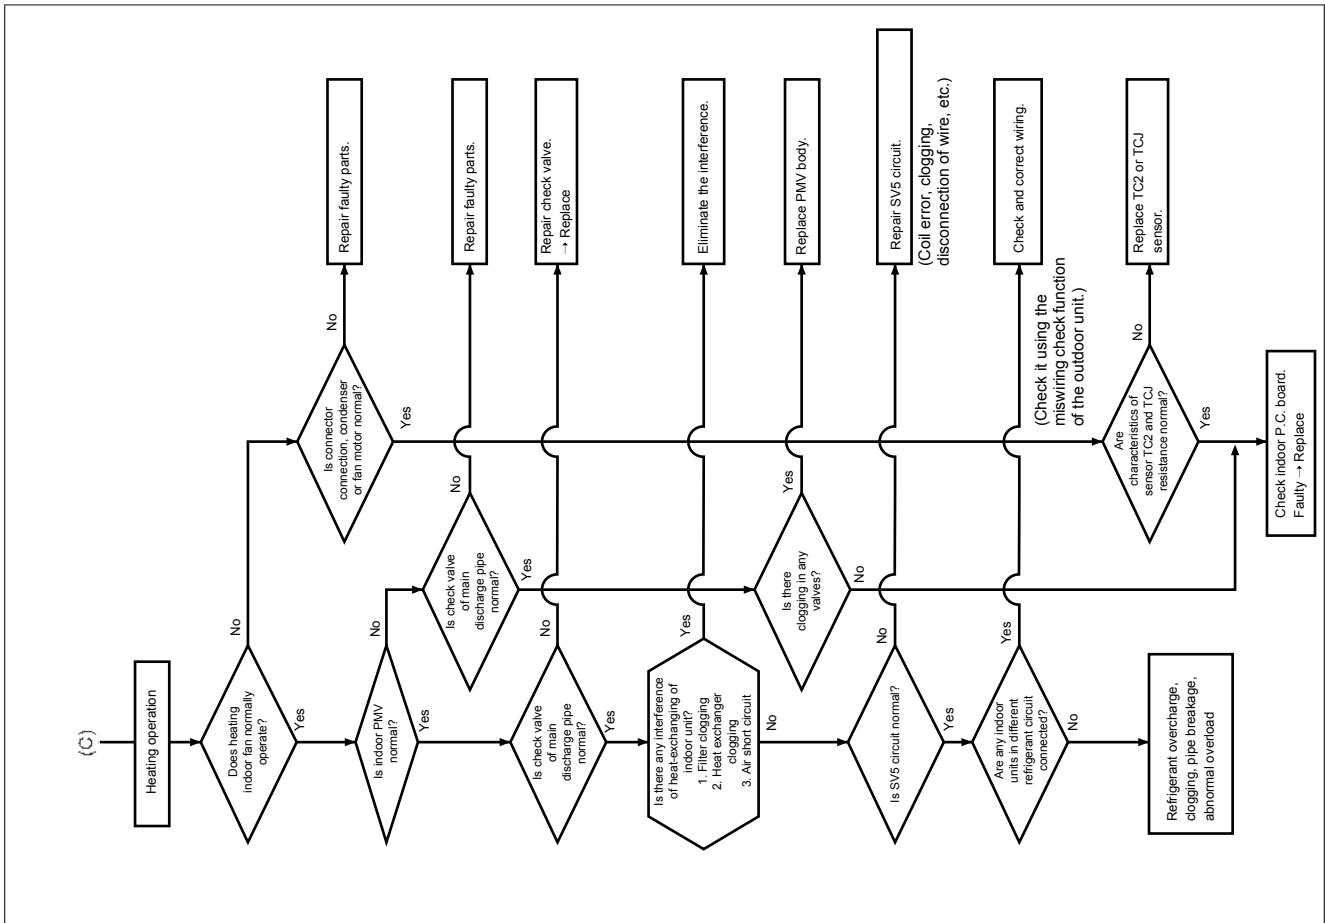 (C)
Heating operation
Does heating
indoor fan normally
operate?
No
Yes
Is connector
connection, condenser
or fan motor normal?
No
Yes
Repair faulty parts.
Is indoor PMV
normal?
No
Yes
Is check valve
of main
discharge pipe
normal?
No
Yes
Repair faulty parts.
Is check valve
of main
discharge pipe
normal?
No
Yes
Repair check valve.
→ Replace
Is there any interference
of heat-exchanging of
indoor unit?
1. Filter clogging
2. Heat exchanger
clogging
3. Air short circuit
Yes
No
Eliminate the interference.
Is there
clogging in any
valves?
Yes
No
Replace PMV body.
Is SV5 circuit normal?
No
Yes
Repair SV5 circuit.
(Coil error, clogging,
disconnection of wire, etc.)
Are any indoor
units in different
refrigerant circuit
connected?
Yes
No
Check and correct wiring.
(Check it using the
miswiring check function
of the outdoor unit.)
Are
characteristics of
sensor TC2 and TCJ
resistance normal?
No
Yes
Replace TC2 or TCJ
sensor.
Refrigerant overcharge,
clogging, pipe breakage,
abnormal overload
Check indoor P.C. board.
Faulty → Replace